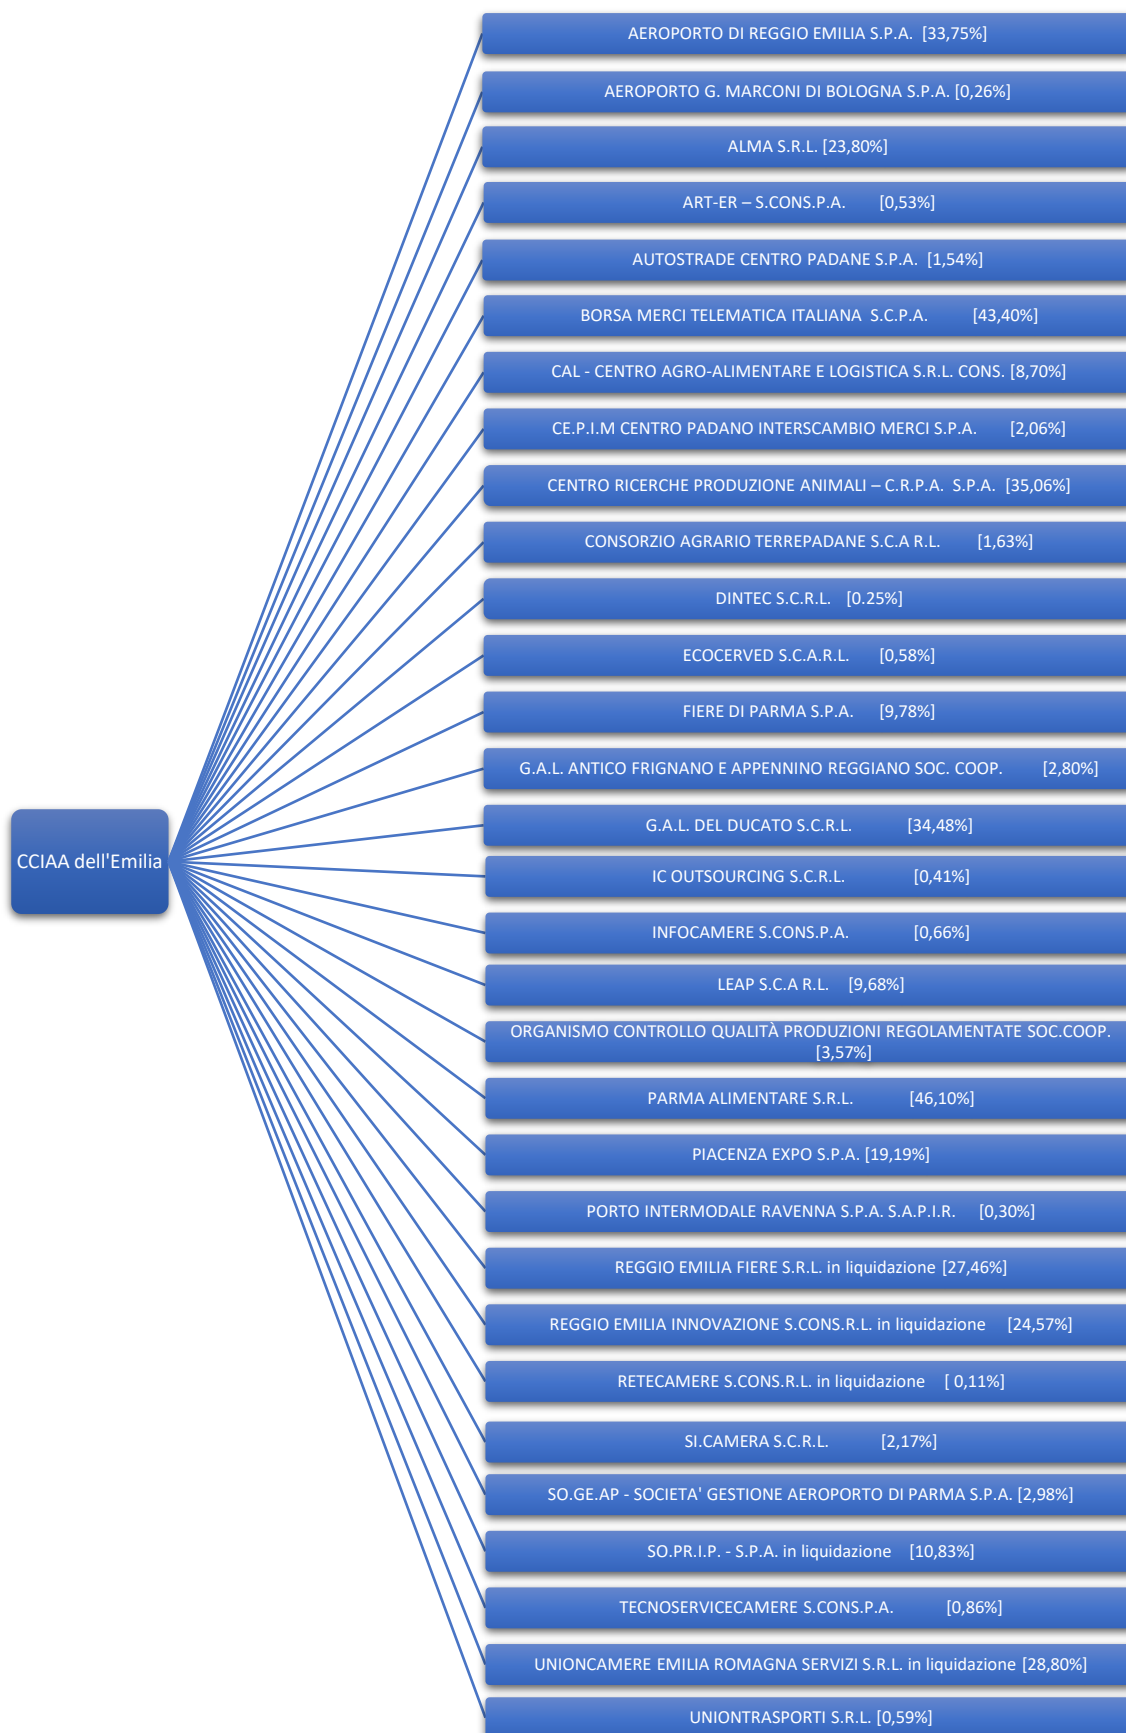 AEROPORTO DI REGGIO EMILIA S.P.A. [33,75%]
AEROPORTO G. MARCONI DI BOLOGNA S.P.A. [0,26%]
ALMA S.R.L. [23,80%]
ART-ER – S.CONS.P.A. [0,53%]
AUTOSTRADE CENTRO PADANE S.P.A. [1,54%]
BORSA MERCI TELEMATICA ITALIANA S.C.P.A. [43,40%]
CAL - CENTRO AGRO-ALIMENTARE E LOGISTICA S.R.L. CONS. [8,70%]
CE.P.I.M CENTRO PADANO INTERSCAMBIO MERCI S.P.A. [2,06%]
CENTRO RICERCHE PRODUZIONE ANIMALI – C.R.P.A. S.P.A. [35,06%]
CONSORZIO AGRARIO TERREPADANE S.C.A R.L. [1,63%]
DINTEC S.C.R.L. [0.25%]
ECOCERVED S.C.A.R.L. [0,58%]
FIERE DI PARMA S.P.A. [9,78%]
G.A.L. ANTICO FRIGNANO E APPENNINO REGGIANO SOC. COOP. [2,80%]
G.A.L. DEL DUCATO S.C.R.L. [34,48%]
CCIAA dell'Emilia
IC OUTSOURCING S.C.R.L. [0,41%]
INFOCAMERE S.CONS.P.A. [0,66%]
LEAP S.C.A R.L. [9,68%]
ORGANISMO CONTROLLO QUALITÀ PRODUZIONI REGOLAMENTATE SOC.COOP.
[3,57%]
PARMA ALIMENTARE S.R.L. [46,10%]
PIACENZA EXPO S.P.A. [19,19%]
PORTO INTERMODALE RAVENNA S.P.A. S.A.P.I.R. [0,30%]
REGGIO EMILIA FIERE S.R.L. in liquidazione [27,46%]
REGGIO EMILIA INNOVAZIONE S.CONS.R.L. in liquidazione [24,57%]
RETECAMERE S.CONS.R.L. in liquidazione [ 0,11%]
SI.CAMERA S.C.R.L. [2,17%]
SO.GE.AP - SOCIETA' GESTIONE AEROPORTO DI PARMA S.P.A. [2,98%]
SO.PR.I.P. - S.P.A. in liquidazione [10,83%]
TECNOSERVICECAMERE S.CONS.P.A. [0,86%]
UNIONCAMERE EMILIA ROMAGNA SERVIZI S.R.L. in liquidazione [28,80%]
UNIONTRASPORTI S.R.L. [0,59%]